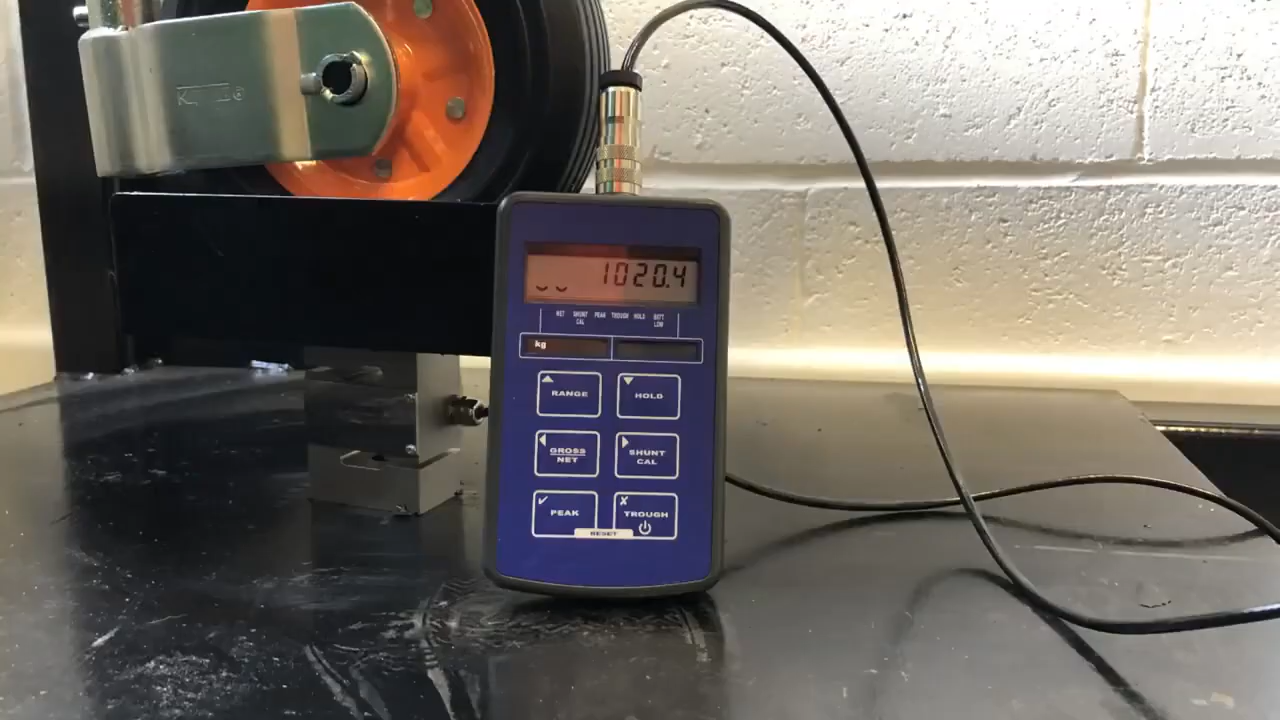 1020.4
NET SHUNT CAL PEAK TROUGH HOLD BATT LOW
kg
RANGE
HOLD
GROSS
NET
SHUNT
CAL
PEAK
TROUGH
RESET